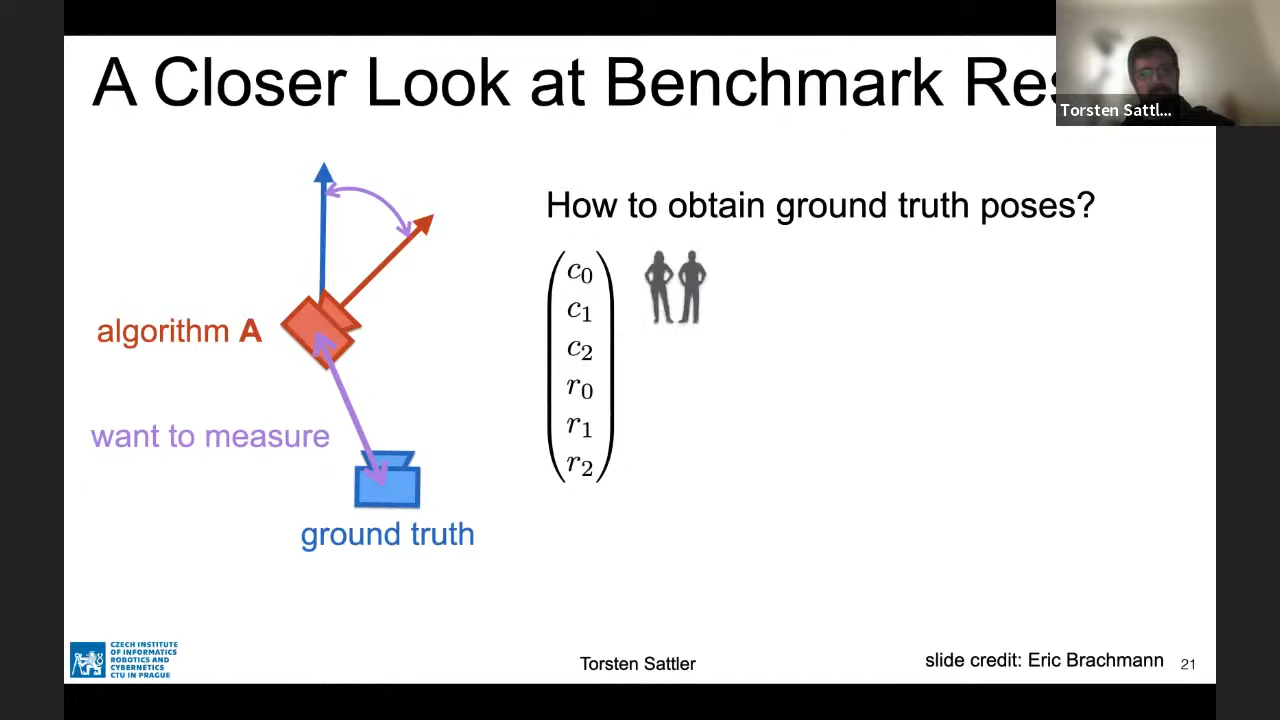 A Closer Look at Benchmark Res
Torsten Sattl...
How to obtain ground truth poses?
c0
c1
c2
r0
r1
r2
algorithm A
want to measure
ground truth
CZECH INSTITUTE
OF INFORMATICS
ROBOTICS AND
CYBERNETICS
CTU IN PRAGUE
Torsten Sattler
slide credit: Eric Brachmann
21